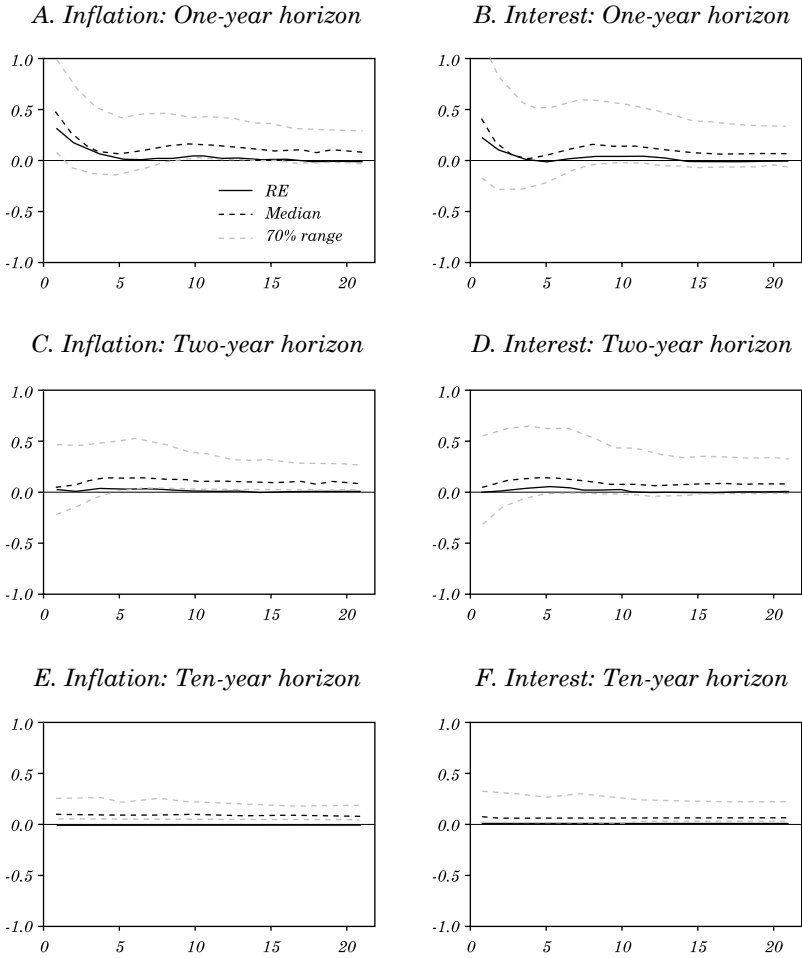 A. Inflation: One-year horizon
1.0
0.5
0.0
-0.5
-1.0
0 5 10 15 20
RE
Median
70% range
B. Interest: One-year horizon
1.0
0.5
0.0
-0.5
-1.0
0 5 10 15 20
C. Inflation: Two-year horizon
1.0
0.5
0.0
-0.5
-1.0
0 5 10 15 20
D. Interest: Two-year horizon
1.0
0.5
0.0
-0.5
-1.0
0 5 10 15 20
E. Inflation: Ten-year horizon
1.0
0.5
0.0
-0.5
-1.0
0 5 10 15 20
F. Interest: Ten-year horizon
1.0
0.5
0.0
-0.5
-1.0
0 5 10 15 20